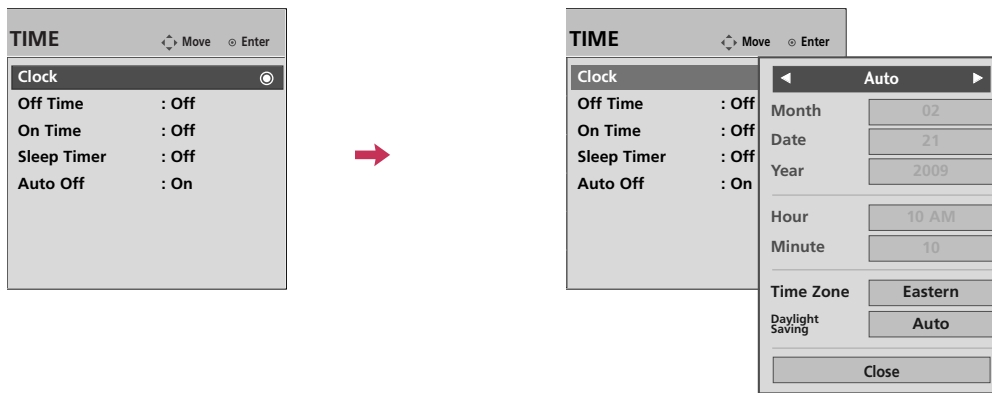 TIME Move Enter
Clock
Off Time : Off
On Time : Off
Sleep Timer : Off
Auto Off : On
TIME Move Enter
Clock
Off Time : Off
On Time : Off
Sleep Timer : Off
Auto Off : On
Auto
Month 02
Date 21
Year 2009
Hour 10 AM
Minute 10
Time Zone Eastern
Daylight
Saving Auto
Close